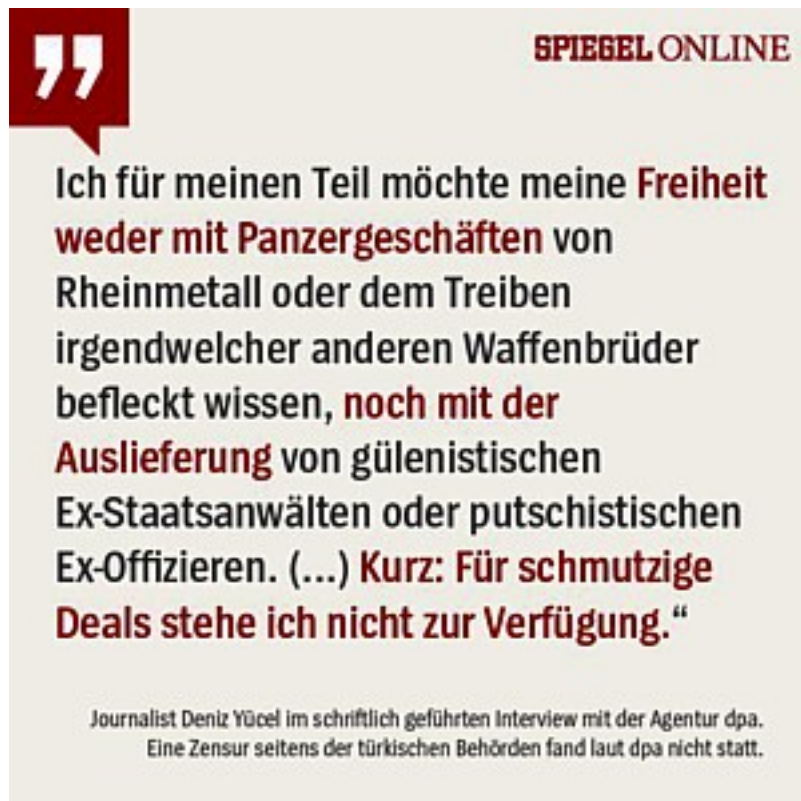 ”
SPIEGEL ONLINE
Ich für meinen Teil möchte meine Freiheit
weder mit Panzergeschäften von
Rheinmetall oder dem Treiben
irgendwelcher anderen Waffenbrüder
befleckt wissen, noch mit der
Auslieferung von gülenistischen
Ex-Staatsanwälten oder putschistischen
Ex-Offizieren. (...) Kurz: Für schmutzige
Deals stehe ich nicht zur Verfügung.“
Journalist Deniz Yücel im schriftlich geführten Interview mit der Agentur dpa.
Eine Zensur seitens der türkischen Behörden fand laut dpa nicht statt.